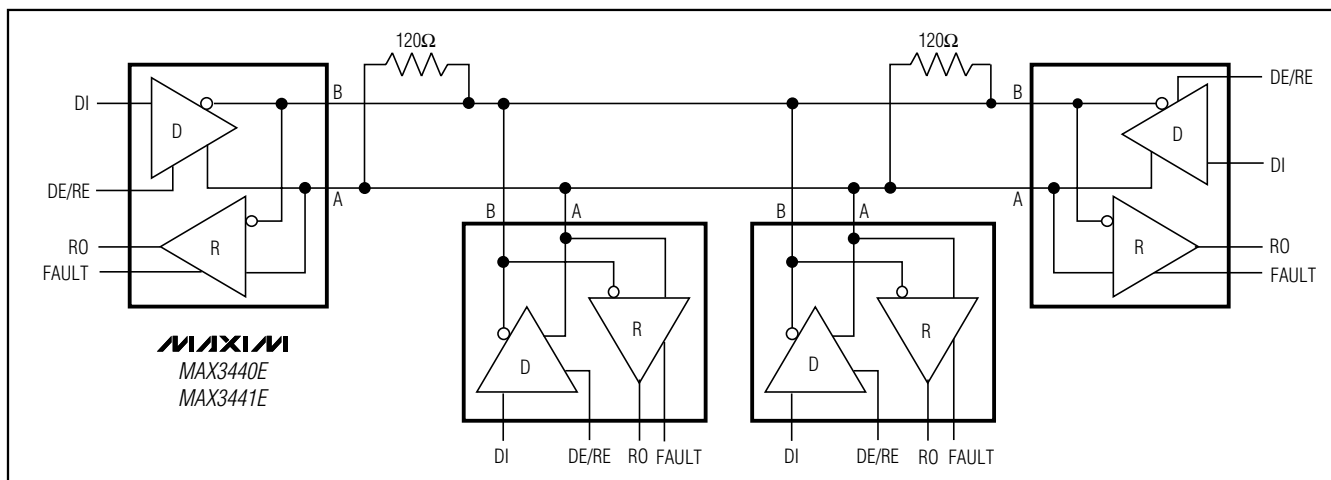 120Ω
120Ω
DI
B
B
DE/RE
D
D
DI
DE/RE
A
A
RO
R
R
RO
FAULT
FAULT
B
A
B
A
MAXIM
MAX3440E
MAX3441E
R
R
D
D
DI
DE/RE
RO
FAULT
DI
DE/RE
RO
FAULT